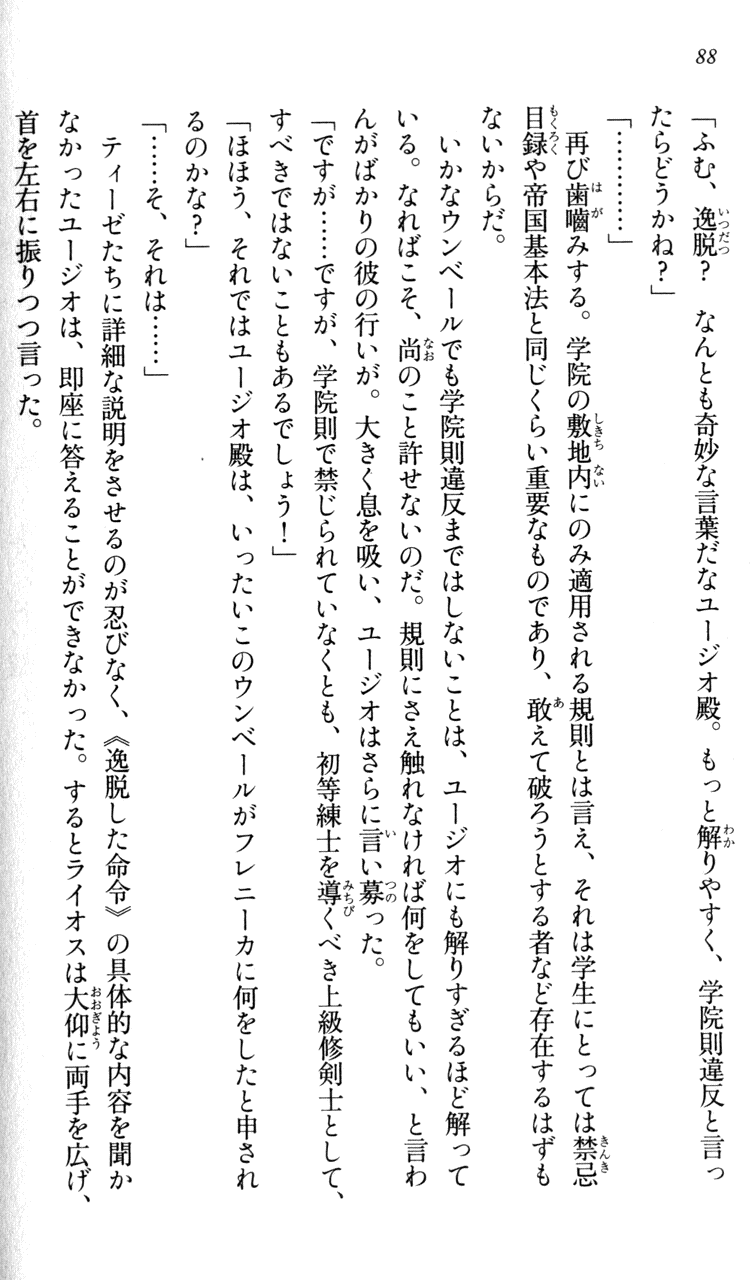 88
「ふむ、逸脱？　なんとも奇妙な言葉だなユージオ殿。もっと解りやすく、学院則違反と言っ
たらどうかね？」
「…………」
　再び歯嚙みする。学院の敷地内にのみ適用される規則とは言え、それは学生にとっては禁忌
目録や帝国基本法と同じくらい重要なものであり、敢えて破ろうとする者など存在するはずも
ないからだ。
　いかなウンベールでも学院則違反まではしないことは、ユージオにも解りすぎるほど解って
いる。なればこそ、尚のこと許せないのだ。規則にさえ触れなければ何をしてもいい、と言わ
んがばかりの彼の行いが。大きく息を吸い、ユージオはさらに言い募った。
「ですが……ですが、学院則で禁じられていなくとも、初等練士を導くべき上級修剣士として、
すべきではないこともあるでしょう！」
「ほほう、それではユージオ殿は、いったいこのウンベールがフレニーカに何をしたと申され
るのかな？」
「……そ、それは……」
　ティーゼたちに詳細な説明をさせるのが忍びなく、《逸脱した命令》の具体的な内容を聞か
なかったユージオは、即座に答えることができなかった。するとライオスは大仰に両手を広げ、
首を左右に振りつつ言った。